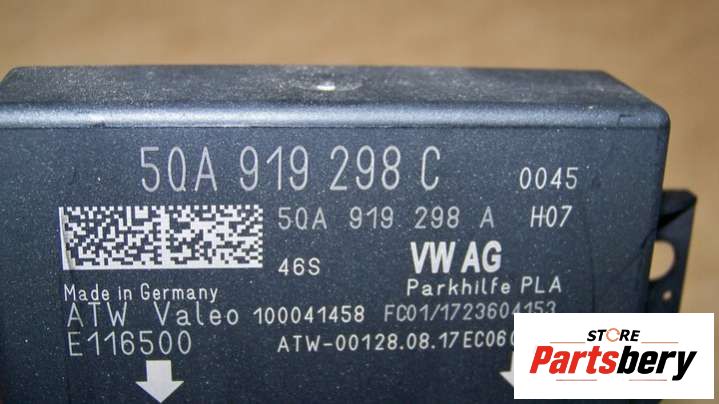 5QA 919 298 C 0045
5QA 919 298 A H07
46S VW AG
Parkhilfe PLA
Made in Germany
ATW Valeo 100041458 FC01/1723604153
E116500 ATW-00128.08.17EC060
STORE
Partsbery